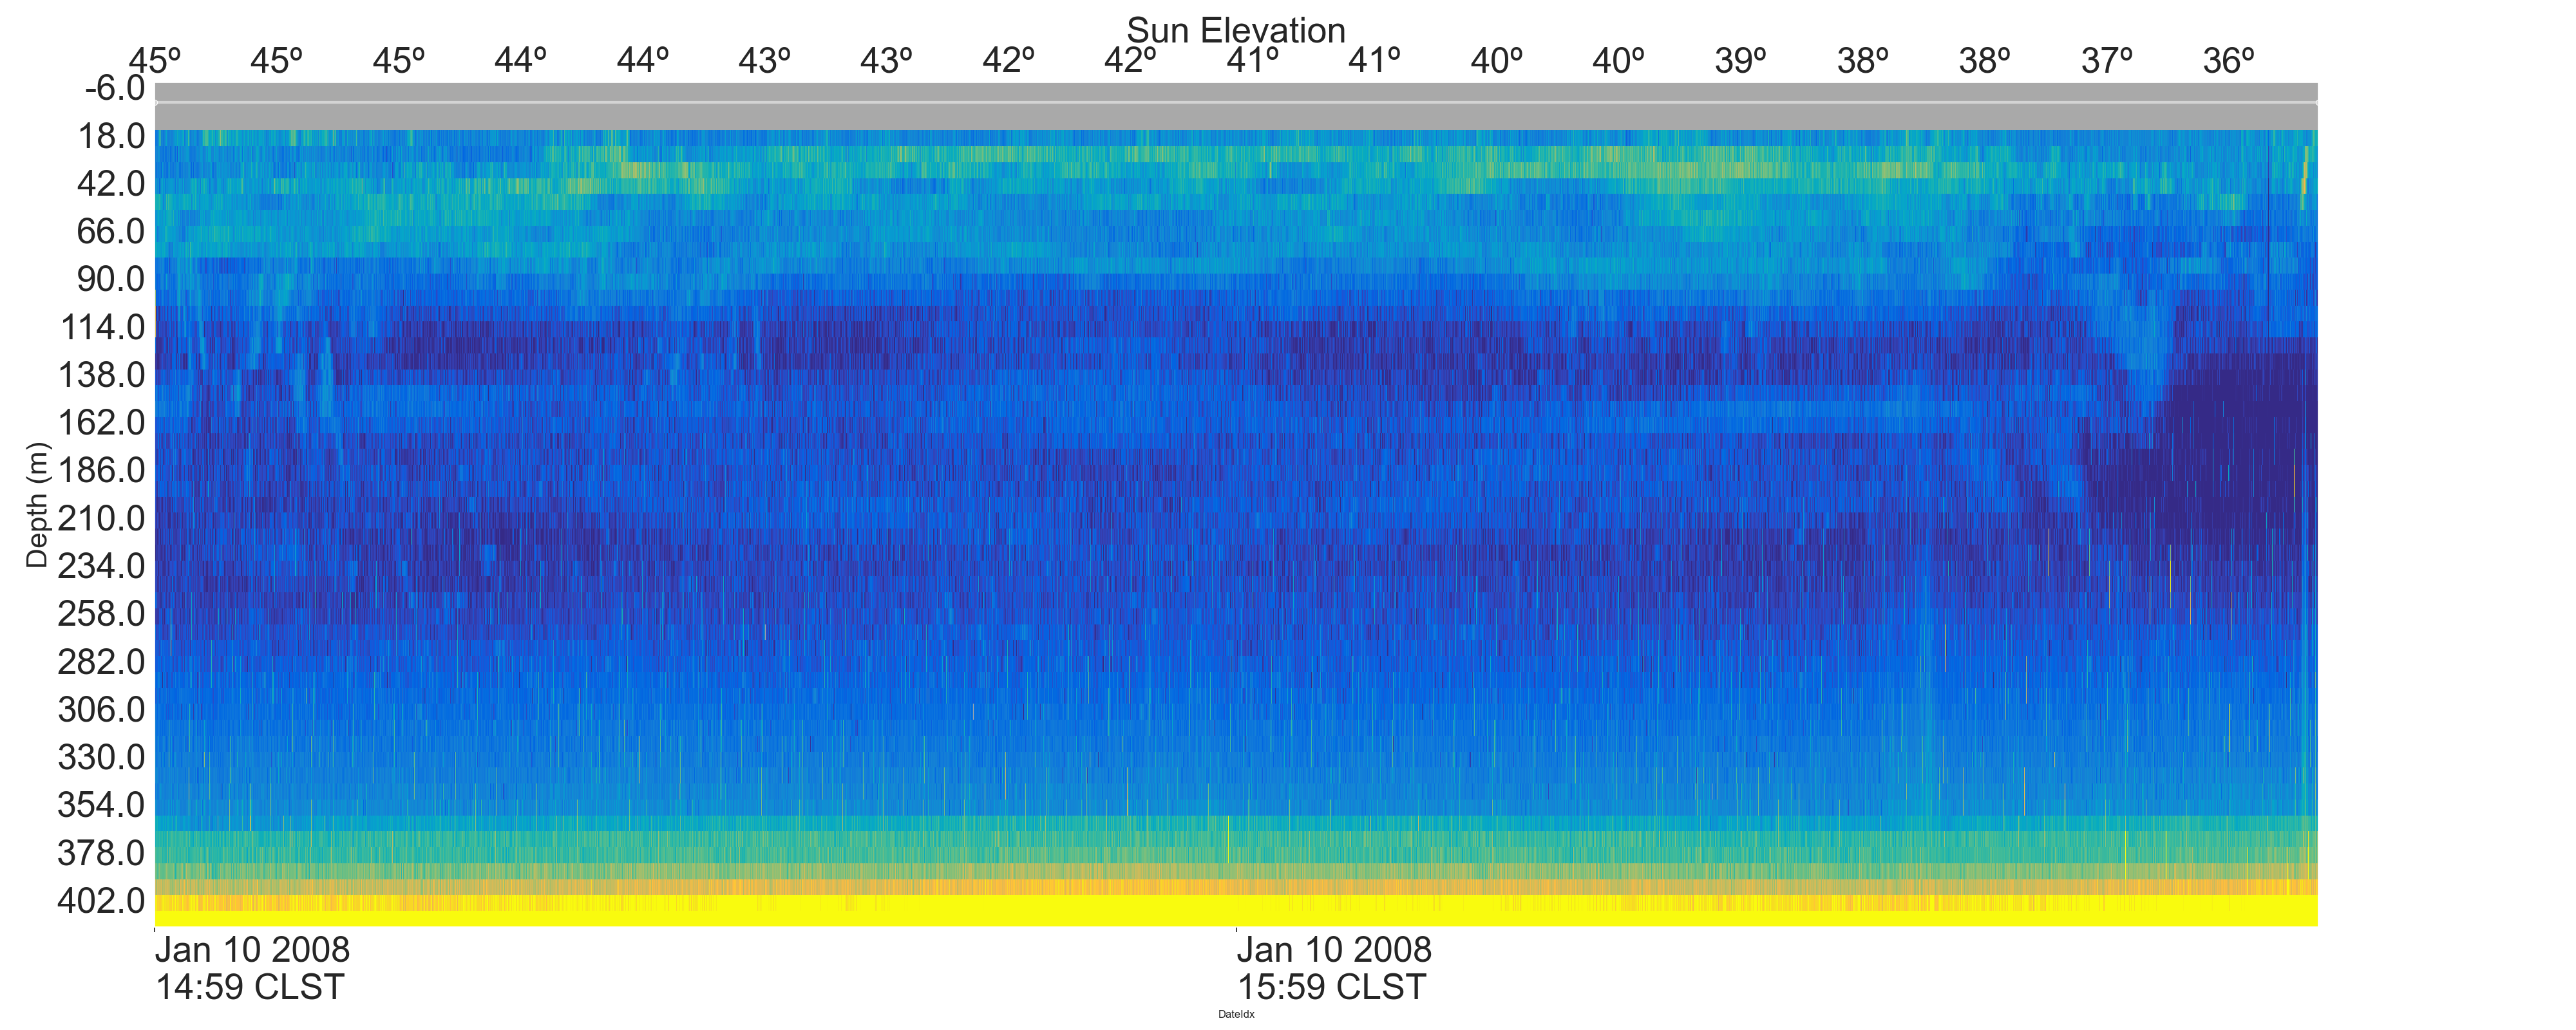 Sun Elevation
45º 45º 45º 44º 44º 43º 43º 42º 42º 41º 41º 40º 40º 39º 38º 38º 37º 36º
-6.0
18.0
42.0
66.0
90.0
114.0
138.0
162.0
186.0
210.0
234.0
258.0
282.0
306.0
330.0
354.0
378.0
402.0
Depth (m)
Jan 10 2008
14:59 CLST
Jan 10 2008
15:59 CLST
DateIdx